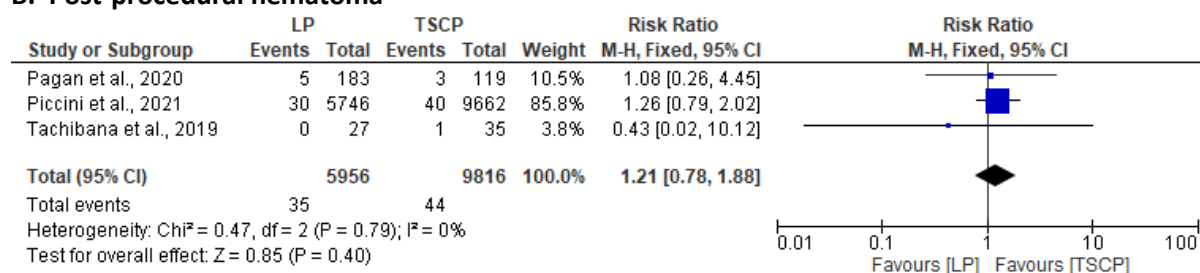 B. Post-procedural hematoma
LP TSCP Risk Ratio Risk Ratio
Study or Subgroup Events Total Events Total Weight M-H, Fixed, 95% CI M-H, Fixed, 95% CI
Pagan et al., 2020 5 183 3 119 10.5% 1.08 [0.26, 4.45]
Piccini et al., 2021 30 5746 40 9662 85.8% 1.26 [0.79, 2.02]
Tachibana et al., 2019 0 27 1 35 3.8% 0.43 [0.02, 10.12]
Total (95% CI) 5956 9816 100.0% 1.21 [0.78, 1.88]
Total events 35 44
Heterogeneity: Chi² = 0.47, df = 2 (P = 0.79); I² = 0%
Test for overall effect: Z = 0.85 (P = 0.40)
0.01 0.1 1 10 100
Favours [LP] Favours [TSCP]